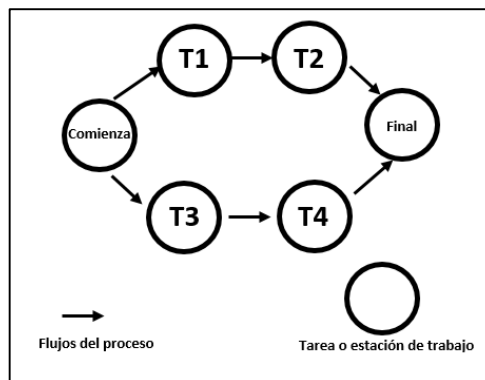 T1
T2
Comienza
Final
T3
T4
Flujos del proceso
Tarea o estación de trabajo